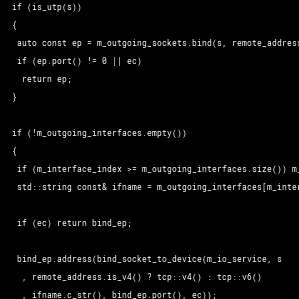 if (is_utp(s))
{
auto const ep = m_outgoing_sockets.bind(s, remote_address
if (ep.port() != 0 || ec)
return ep;
}
if (!m_outgoing_interfaces.empty())
{
if (m_interface_index >= m_outgoing_interfaces.size()) m_
std::string const& ifname = m_outgoing_interfaces[m_inter
if (ec) return bind_ep;
bind_ep.address(bind_socket_to_device(m_io_service, s
, remote_address.is_v4() ? tcp::v4() : tcp::v6()
, ifname.c_str(), bind_ep.port(), ec));